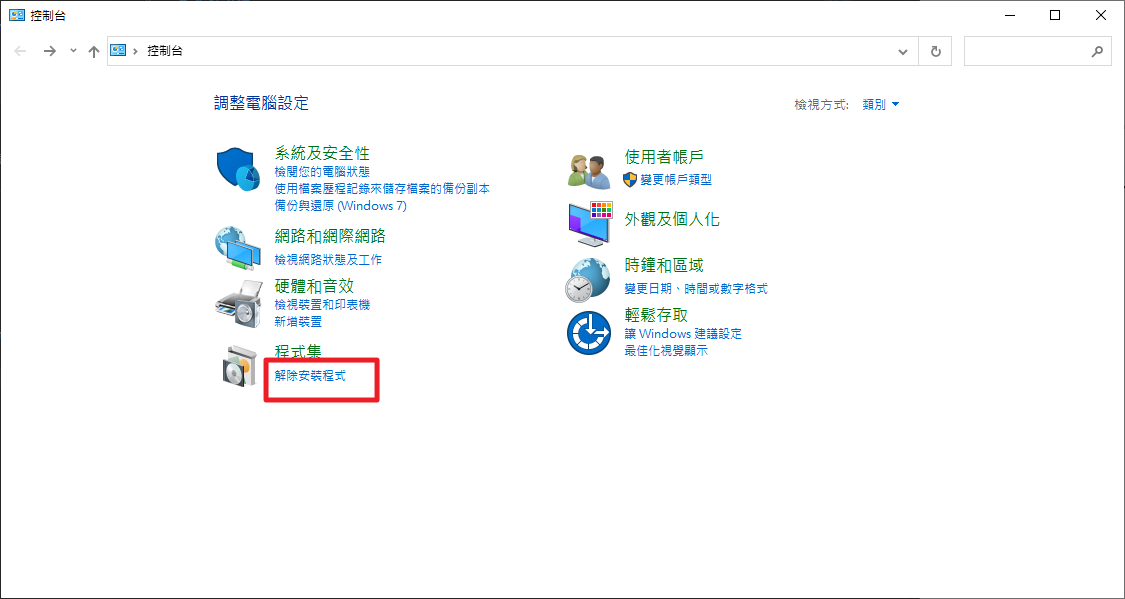 控制台
控制台
調整電腦設定
檢視方式: 類別
系統及安全性
檢閱您的電腦狀態
使用檔案歷程記錄來儲存檔案的備份副本
備份與還原 (Windows 7)
網路和網際網路
檢視網路狀態及工作
硬體和音效
檢視裝置和印表機
新增裝置
程式集
解除安裝程式
使用者帳戶
變更帳戶類型
外觀及個人化
時鐘和區域
變更日期、時間或數字格式
輕鬆存取
讓 Windows 建議設定
最佳化視覺顯示